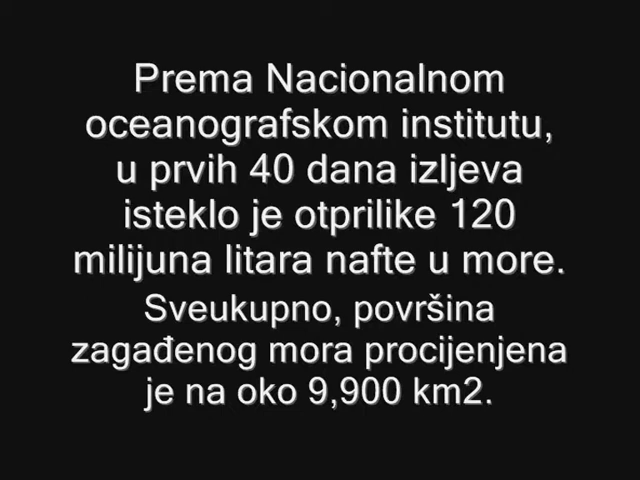 Prema Nacionalnom
oceanografskom institutu,
u prvih 40 dana izljeva
isteklo je otprilike 120
milijuna litara nafte u more.
Sveukupno, površina
zagađenog mora procijenjena
je na oko 9,900 km2.